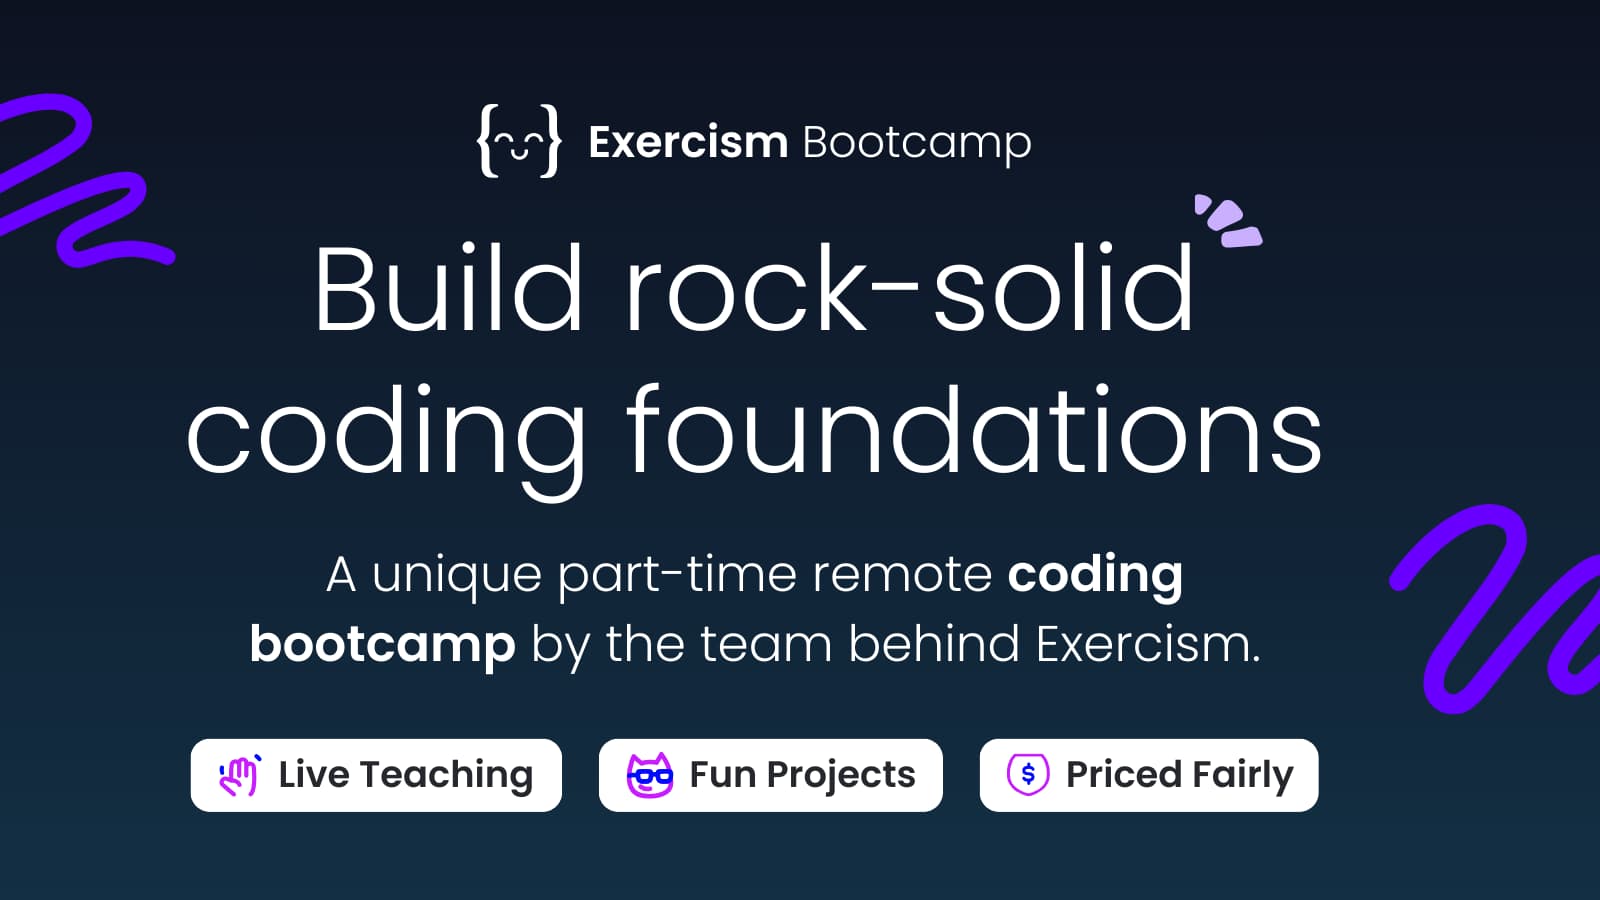 Exercism Bootcamp
Build rock-solid
coding foundations
A unique part-time remote coding
bootcamp by the team behind Exercism.
Live Teaching
Fun Projects
$ Priced Fairly